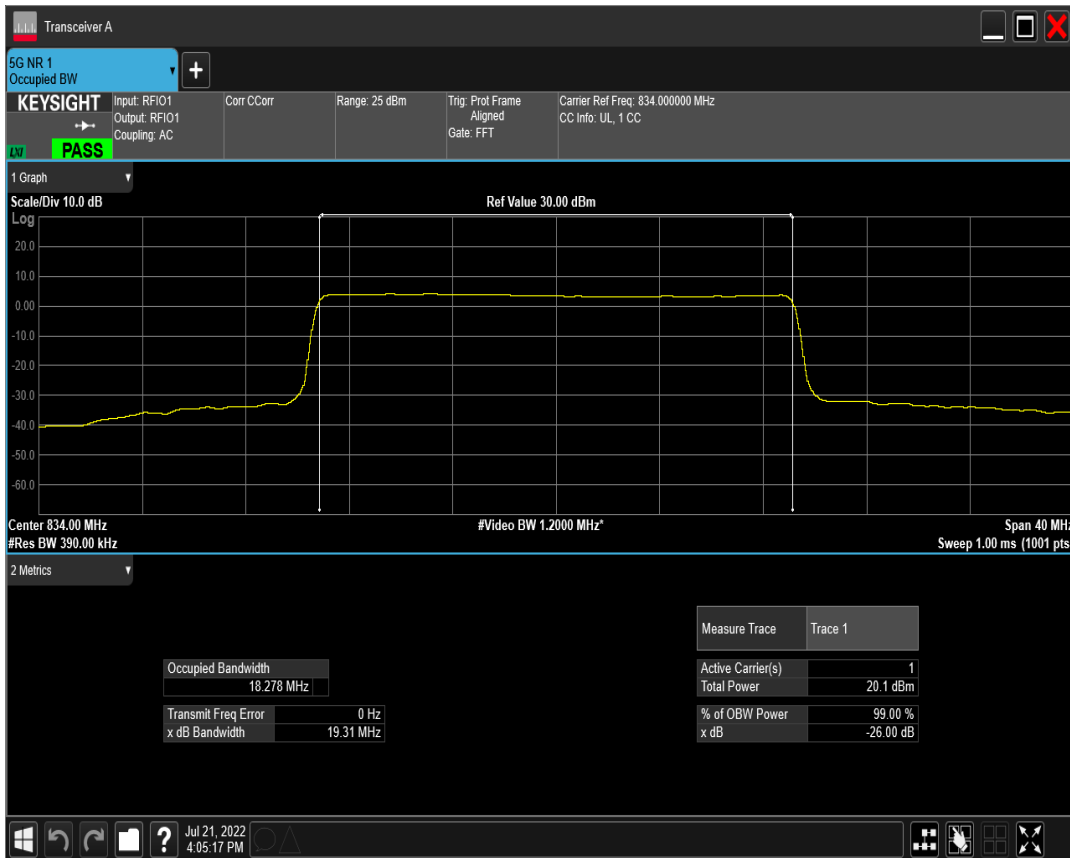 Transceiver A
5G NR 1
Occupied BW
KEYSIGHT
LXI
PASS
Input: RFIO1
Output: RFIO1
Coupling: AC
Corr CCorr
Range: 25 dBm
Trig: Prot Frame
Aligned
Gate: FFT
Carrier Ref Freq: 834.000000 MHz
CC Info: UL, 1 CC
1 Graph
Scale/Div 10.0 dB
Ref Value 30.00 dBm
Log
20.0
10.0
0.00
-10.0
-20.0
-30.0
-40.0
-50.0
-60.0
Center 834.00 MHz
#Video BW 1.2000 MHz*
Span 40 MHz
#Res BW 390.00 kHz
Sweep 1.00 ms (1001 pts
2 Metrics
Measure Trace Trace 1
Occupied Bandwidth
18.278 MHz
Transmit Freq Error 0 Hz
x dB Bandwidth 19.31 MHz
Active Carrier(s) 1
Total Power 20.1 dBm
% of OBW Power 99.00 %
x dB -26.00 dB
?
Jul 21, 2022
4:05:17 PM